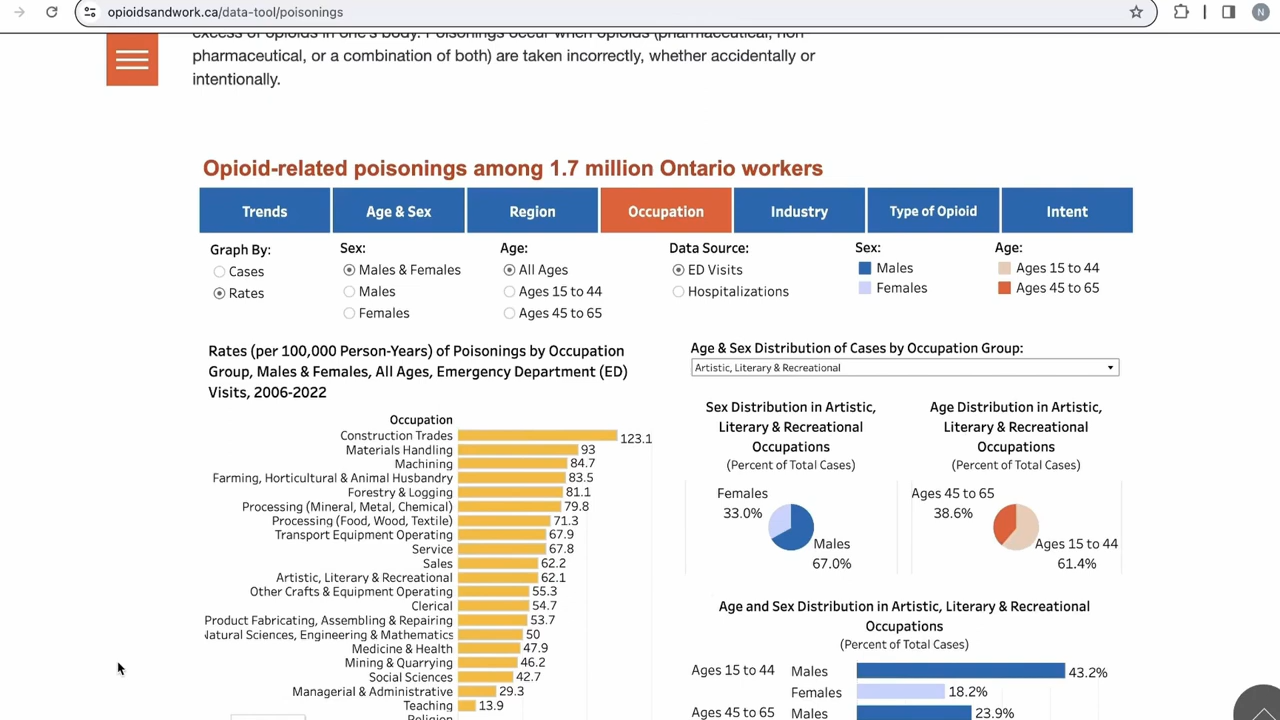 opioidsandwork.ca/data-tool/poisonings
N
excess of opioids in one's body. Poisonings occur when opioids (pharmaceutical, non-
pharmaceutical, or a combination of both) are taken incorrectly, whether accidentally or
intentionally.
Opioid-related poisonings among 1.7 million Ontario workers
Trends
Age & Sex
Region
Occupation
Industry
Type of Opioid
Intent
Graph By:
Cases
Rates
Sex:
Males & Females
Males
Females
Age:
All Ages
Ages 15 to 44
Ages 45 to 65
Data Source:
ED Visits
Hospitalizations
Sex:
Males
Females
Age:
Ages 15 to 44
Ages 45 to 65
Rates (per 100,000 Person-Years) of Poisonings by Occupation
Group, Males & Females, All Ages, Emergency Department (ED)
Visits, 2006-2022
Occupation
Construction Trades 123.1
Materials Handling 93
Machining 84.7
Farming, Horticultural & Animal Husbandry 83.5
Forestry & Logging 81.1
Processing (Mineral, Metal, Chemical) 79.8
Processing (Food, Wood, Textile) 71.3
Transport Equipment Operating 67.9
Service 67.8
Sales 62.2
Artistic, Literary & Recreational 62.1
Other Crafts & Equipment Operating 55.3
Clerical 54.7
Product Fabricating, Assembling & Repairing 53.7
Natural Sciences, Engineering & Mathematics 50
Medicine & Health 47.9
Mining & Quarrying 46.2
Social Sciences 42.7
Managerial & Administrative 29.3
Teaching 13.9
Religion
Age & Sex Distribution of Cases by Occupation Group:
Artistic, Literary & Recreational
Sex Distribution in Artistic,
Literary & Recreational
Occupations
(Percent of Total Cases)
Females
33.0%
Males
67.0%
Age Distribution in Artistic,
Literary & Recreational
Occupations
(Percent of Total Cases)
Ages 45 to 65
38.6%
Ages 15 to 44
61.4%
Age and Sex Distribution in Artistic, Literary & Recreational
Occupations
(Percent of Total Cases)
Ages 15 to 44 Males 43.2%
Females 18.2%
Ages 45 to 65 Males 23.9%